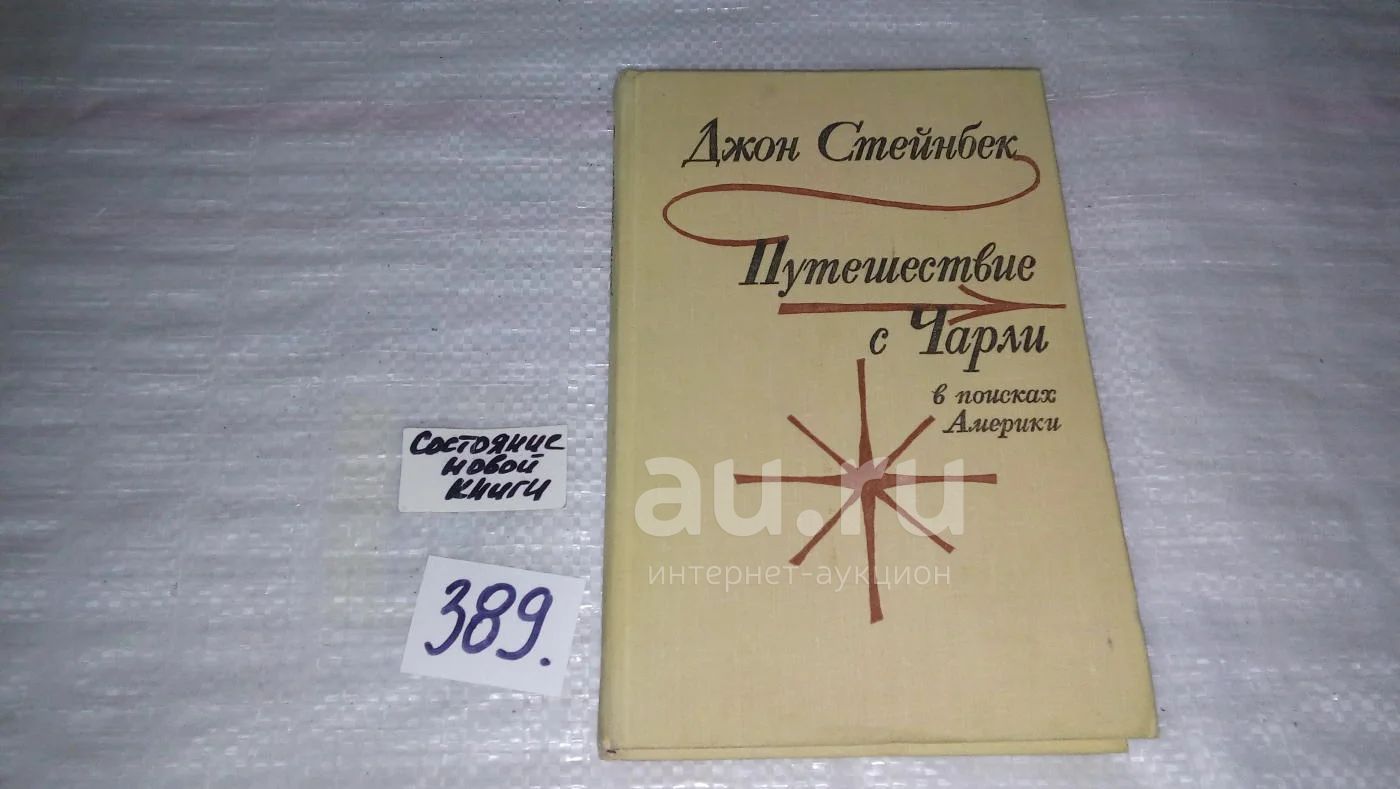 Джон Стейнбек
Путешествие
с Чарли
в поисках
Америки
Состояние
новой
книги
389.
au.ru
интернет-аукцион